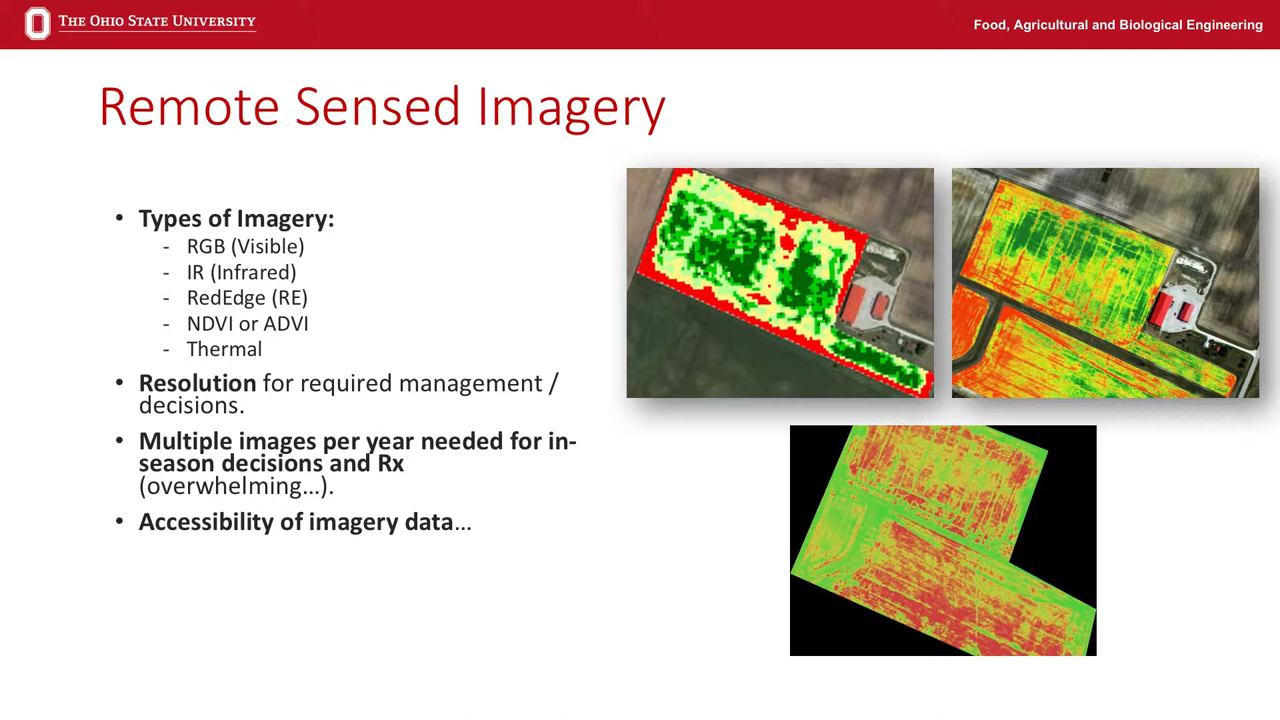 THE OHIO STATE UNIVERSITY
Food, Agricultural and Biological Engineering
Remote Sensed Imagery
• Types of Imagery:
- RGB (Visible)
- IR (Infrared)
- RedEdge (RE)
- NDVI or ADVI
- Thermal
• Resolution for required management /
decisions.
• Multiple images per year needed for in-
season decisions and Rx
(overwhelming…).
• Accessibility of imagery data…